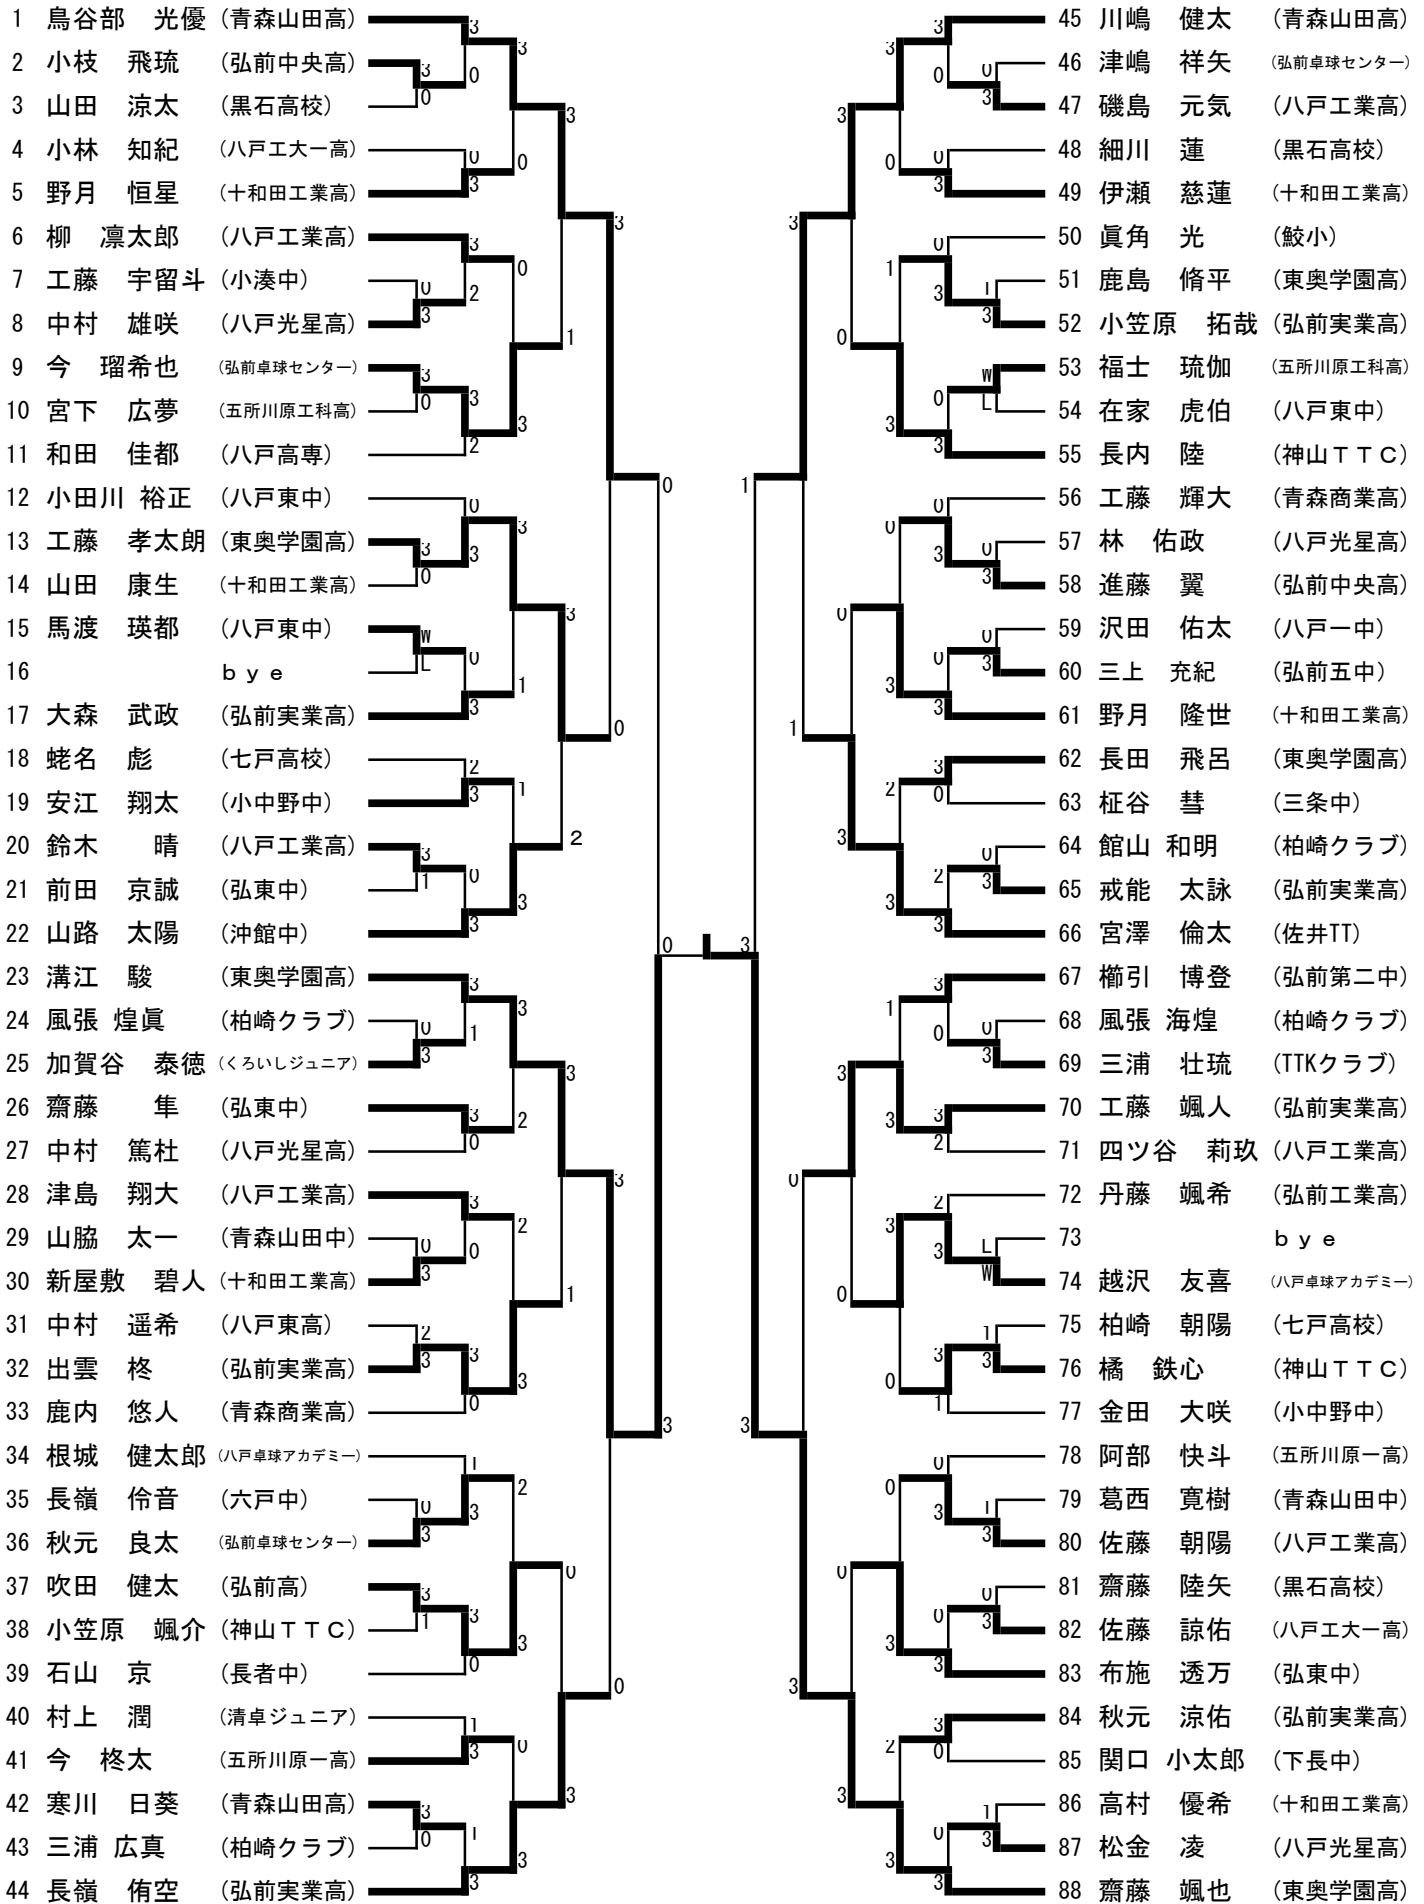 1 鳥谷部 光優 (青森山田高)
2 小枝 飛琉 (弘前中央高)
3 山田 涼太 (黒石高校)
4 小林 知紀 (八戸工大一高)
5 野月 恒星 (十和田工業高)
6 柳 凛太郎 (八戸工業高)
7 工藤 宇留斗 (小湊中)
8 中村 雄咲 (八戸光星高)
9 今 瑠希也 (弘前卓球センター)
10 宮下 広夢 (五所川原工科高)
11 和田 佳都 (八戸高専)
12 小田川 裕正 (八戸東中)
13 工藤 孝太朗 (東奥学園高)
14 山田 康生 (十和田工業高)
15 馬渡 瑛都 (八戸東中)
16 bye
17 大森 武政 (弘前実業高)
18 蛯名 彪 (七戸高校)
19 安江 翔太 (小中野中)
20 鈴木 晴 (八戸工業高)
21 前田 京誠 (弘東中)
22 山路 太陽 (沖館中)
23 溝江 駿 (東奥学園高)
24 風張 煌眞 (柏崎クラブ)
25 加賀谷 泰徳 (くろいしジュニア)
26 齋藤 隼 (弘東中)
27 中村 篤杜 (八戸光星高)
28 津島 翔大 (八戸工業高)
29 山脇 太一 (青森山田中)
30 新屋敷 碧人 (十和田工業高)
31 中村 遥希 (八戸東高)
32 出雲 柊 (弘前実業高)
33 鹿内 悠人 (青森商業高)
34 根城 健太郎 (八戸卓球アカデミー)
35 長嶺 伶音 (六戸中)
36 秋元 良太 (弘前卓球センター)
37 吹田 健太 (弘前高)
38 小笠原 颯介 (神山TTC)
39 石山 京 (長者中)
40 村上 潤 (清卓ジュニア)
41 今 柊太 (五所川原一高)
42 寒川 日葵 (青森山田高)
43 三浦 広真 (柏崎クラブ)
44 長嶺 侑空 (弘前実業高)
45 川嶋 健太 (青森山田高)
46 津嶋 祥矢 (弘前卓球センター)
47 磯島 元気 (八戸工業高)
48 細川 蓮 (黒石高校)
49 伊瀬 慈蓮 (十和田工業高)
50 眞角 光 (鮫小)
51 鹿島 脩平 (東奥学園高)
52 小笠原 拓哉 (弘前実業高)
53 福士 琉伽 (五所川原工科高)
54 在家 虎伯 (八戸東中)
55 長内 陸 (神山TTC)
56 工藤 輝大 (青森商業高)
57 林 佑政 (八戸光星高)
58 進藤 翼 (弘前中央高)
59 沢田 佑太 (八戸一中)
60 三上 充紀 (弘前五中)
61 野月 隆世 (十和田工業高)
62 長田 飛呂 (東奥学園高)
63 柾谷 彗 (三条中)
64 館山 和明 (柏崎クラブ)
65 戒能 太詠 (弘前実業高)
66 宮澤 倫太 (佐井TT)
67 櫛引 博登 (弘前第二中)
68 風張 海煌 (柏崎クラブ)
69 三浦 壮琉 (TTKクラブ)
70 工藤 颯人 (弘前実業高)
71 四ツ谷 莉玖 (八戸工業高)
72 丹藤 颯希 (弘前工業高)
73 bye
74 越沢 友喜 (八戸卓球アカデミー)
75 柏崎 朝陽 (七戸高校)
76 橘 鉄心 (神山TTC)
77 金田 大咲 (小中野中)
78 阿部 快斗 (五所川原一高)
79 葛西 寛樹 (青森山田中)
80 佐藤 朝陽 (八戸工業高)
81 齋藤 陸矢 (黒石高校)
82 佐藤 諒佑 (八戸工大一高)
83 布施 透万 (弘東中)
84 秋元 涼佑 (弘前実業高)
85 関口 小太郎 (下長中)
86 高村 優希 (十和田工業高)
87 松金 凌 (八戸光星高)
88 齋藤 颯也 (東奥学園高)